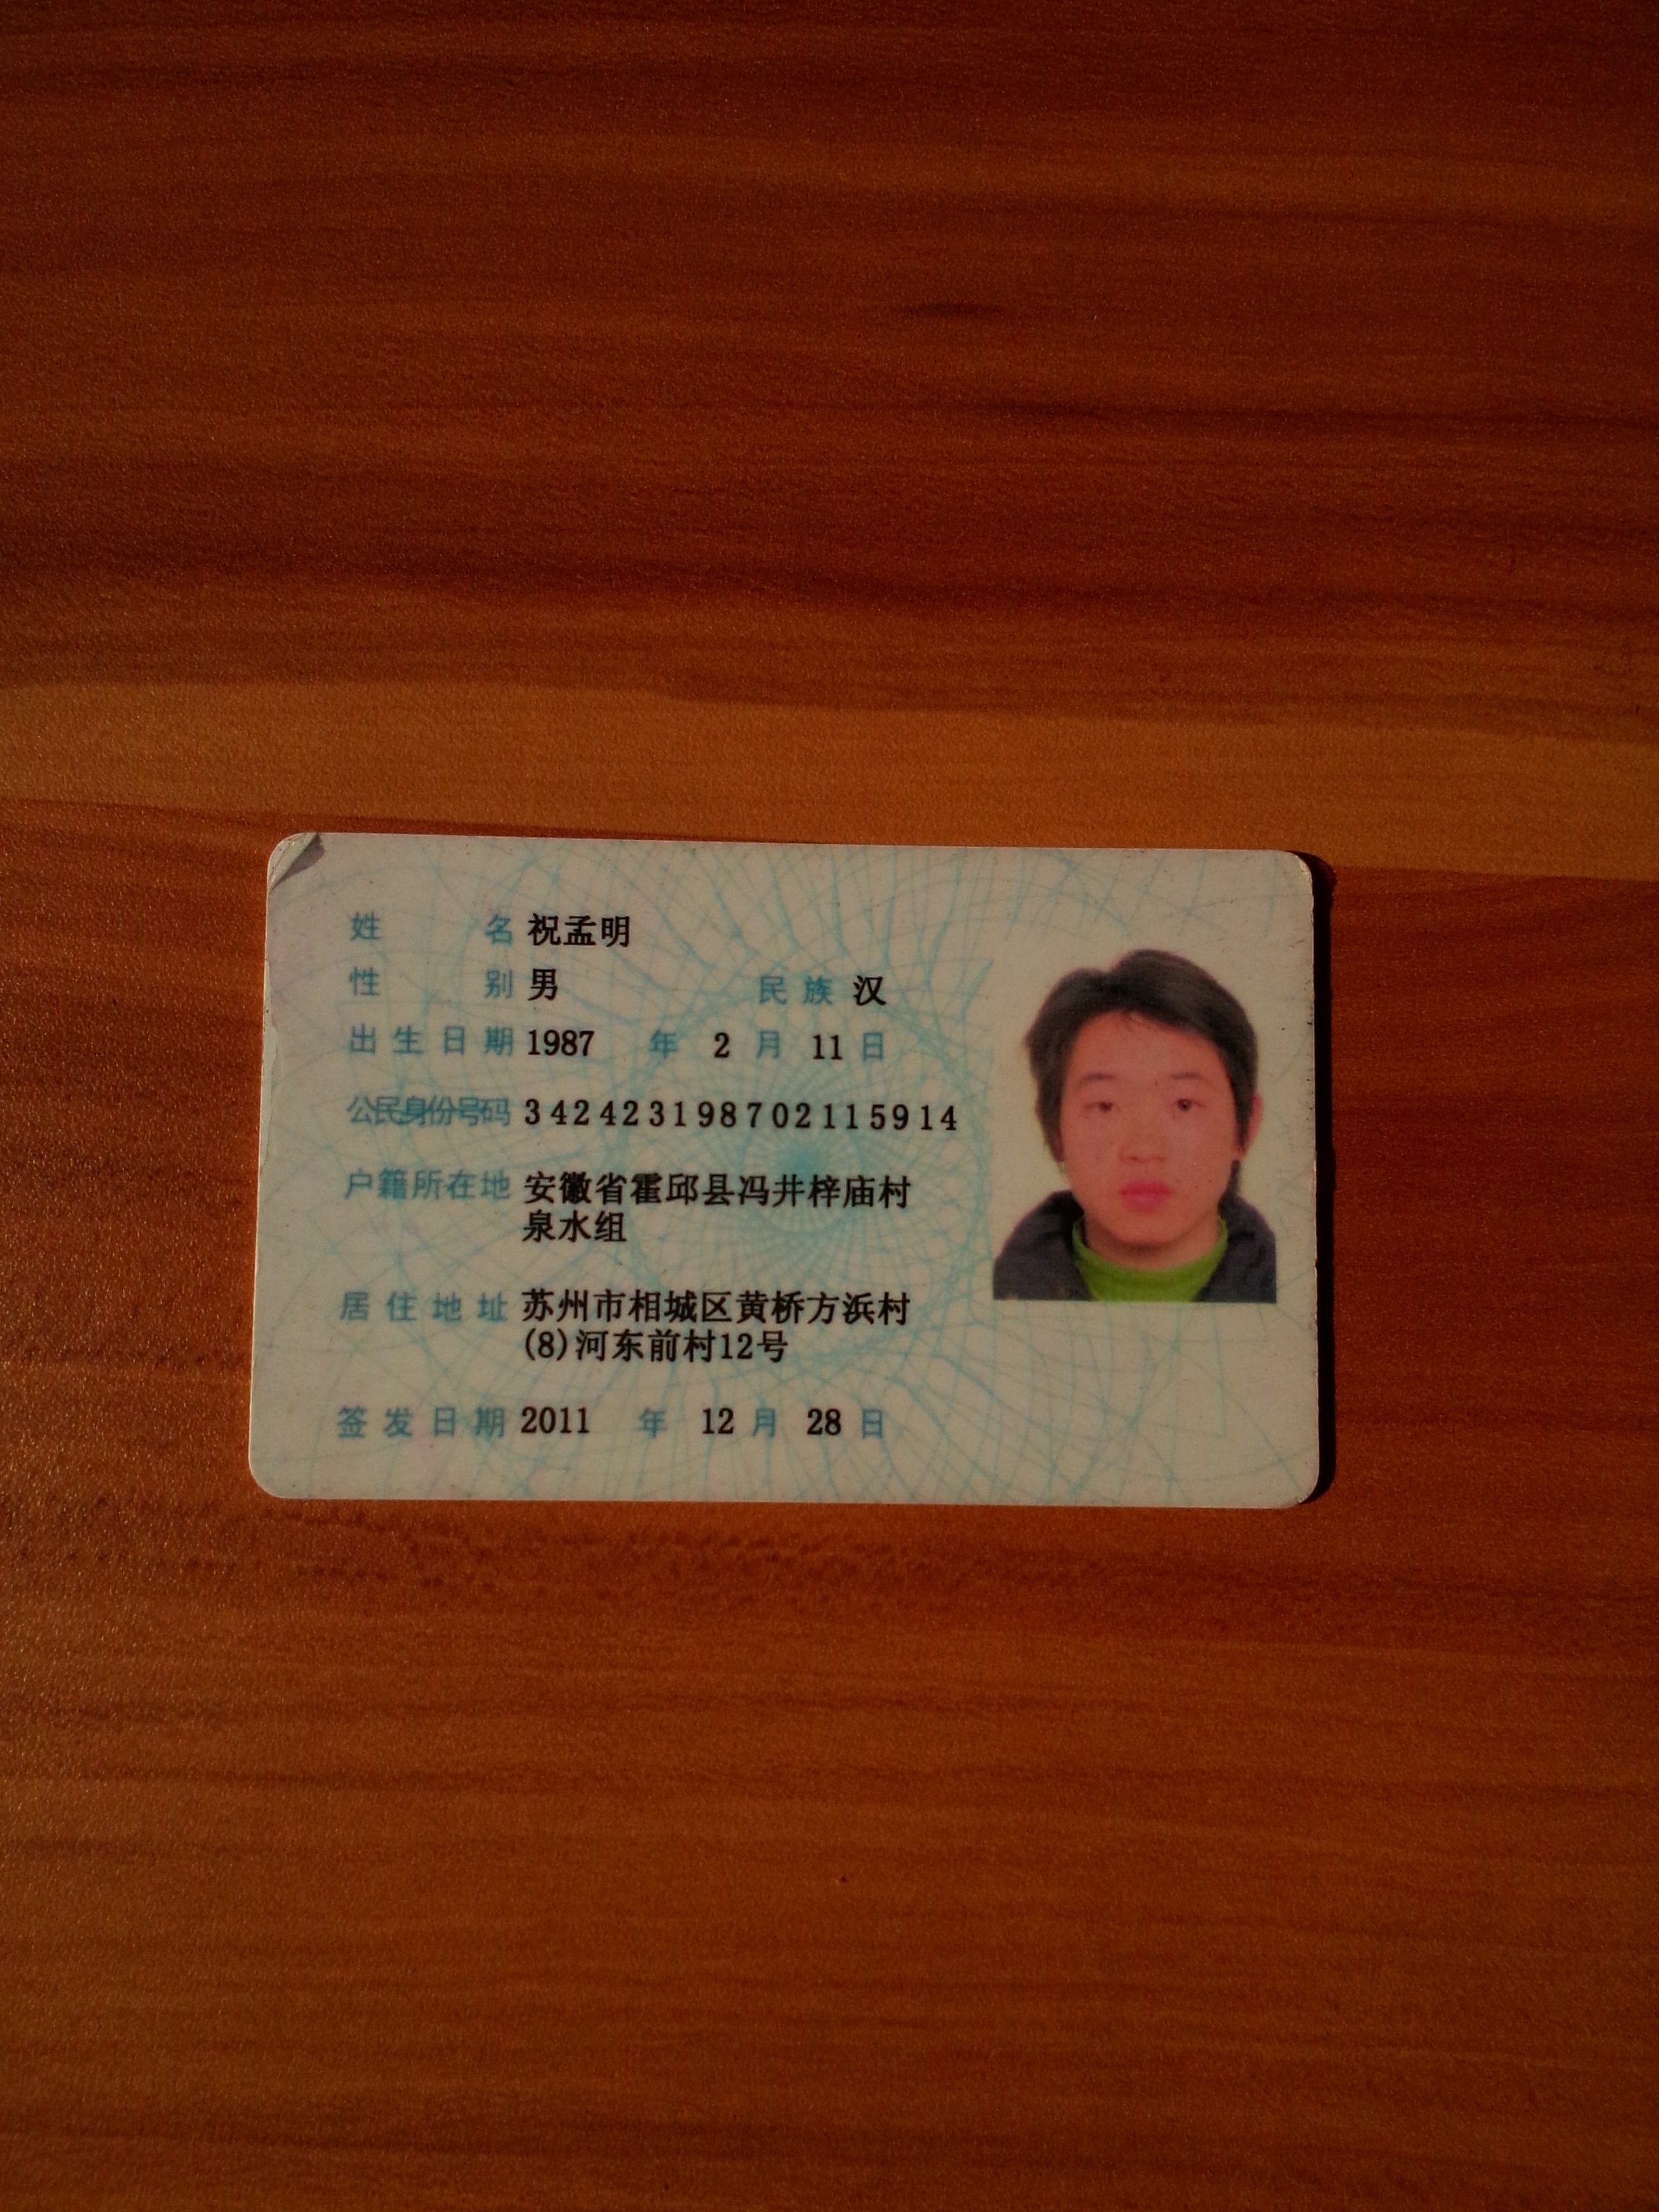 姓名 祝孟明
性别 男 民族 汉
出生日期 1987 年 2 月 11 日
公民身份号码 342423198702115914
户籍所在地 安徽省霍邱县冯井梓庙村
泉水组
居住地址 苏州市相城区黄桥方浜村
(8)河东前村12号
签发日期 2011 年 12 月 28 日